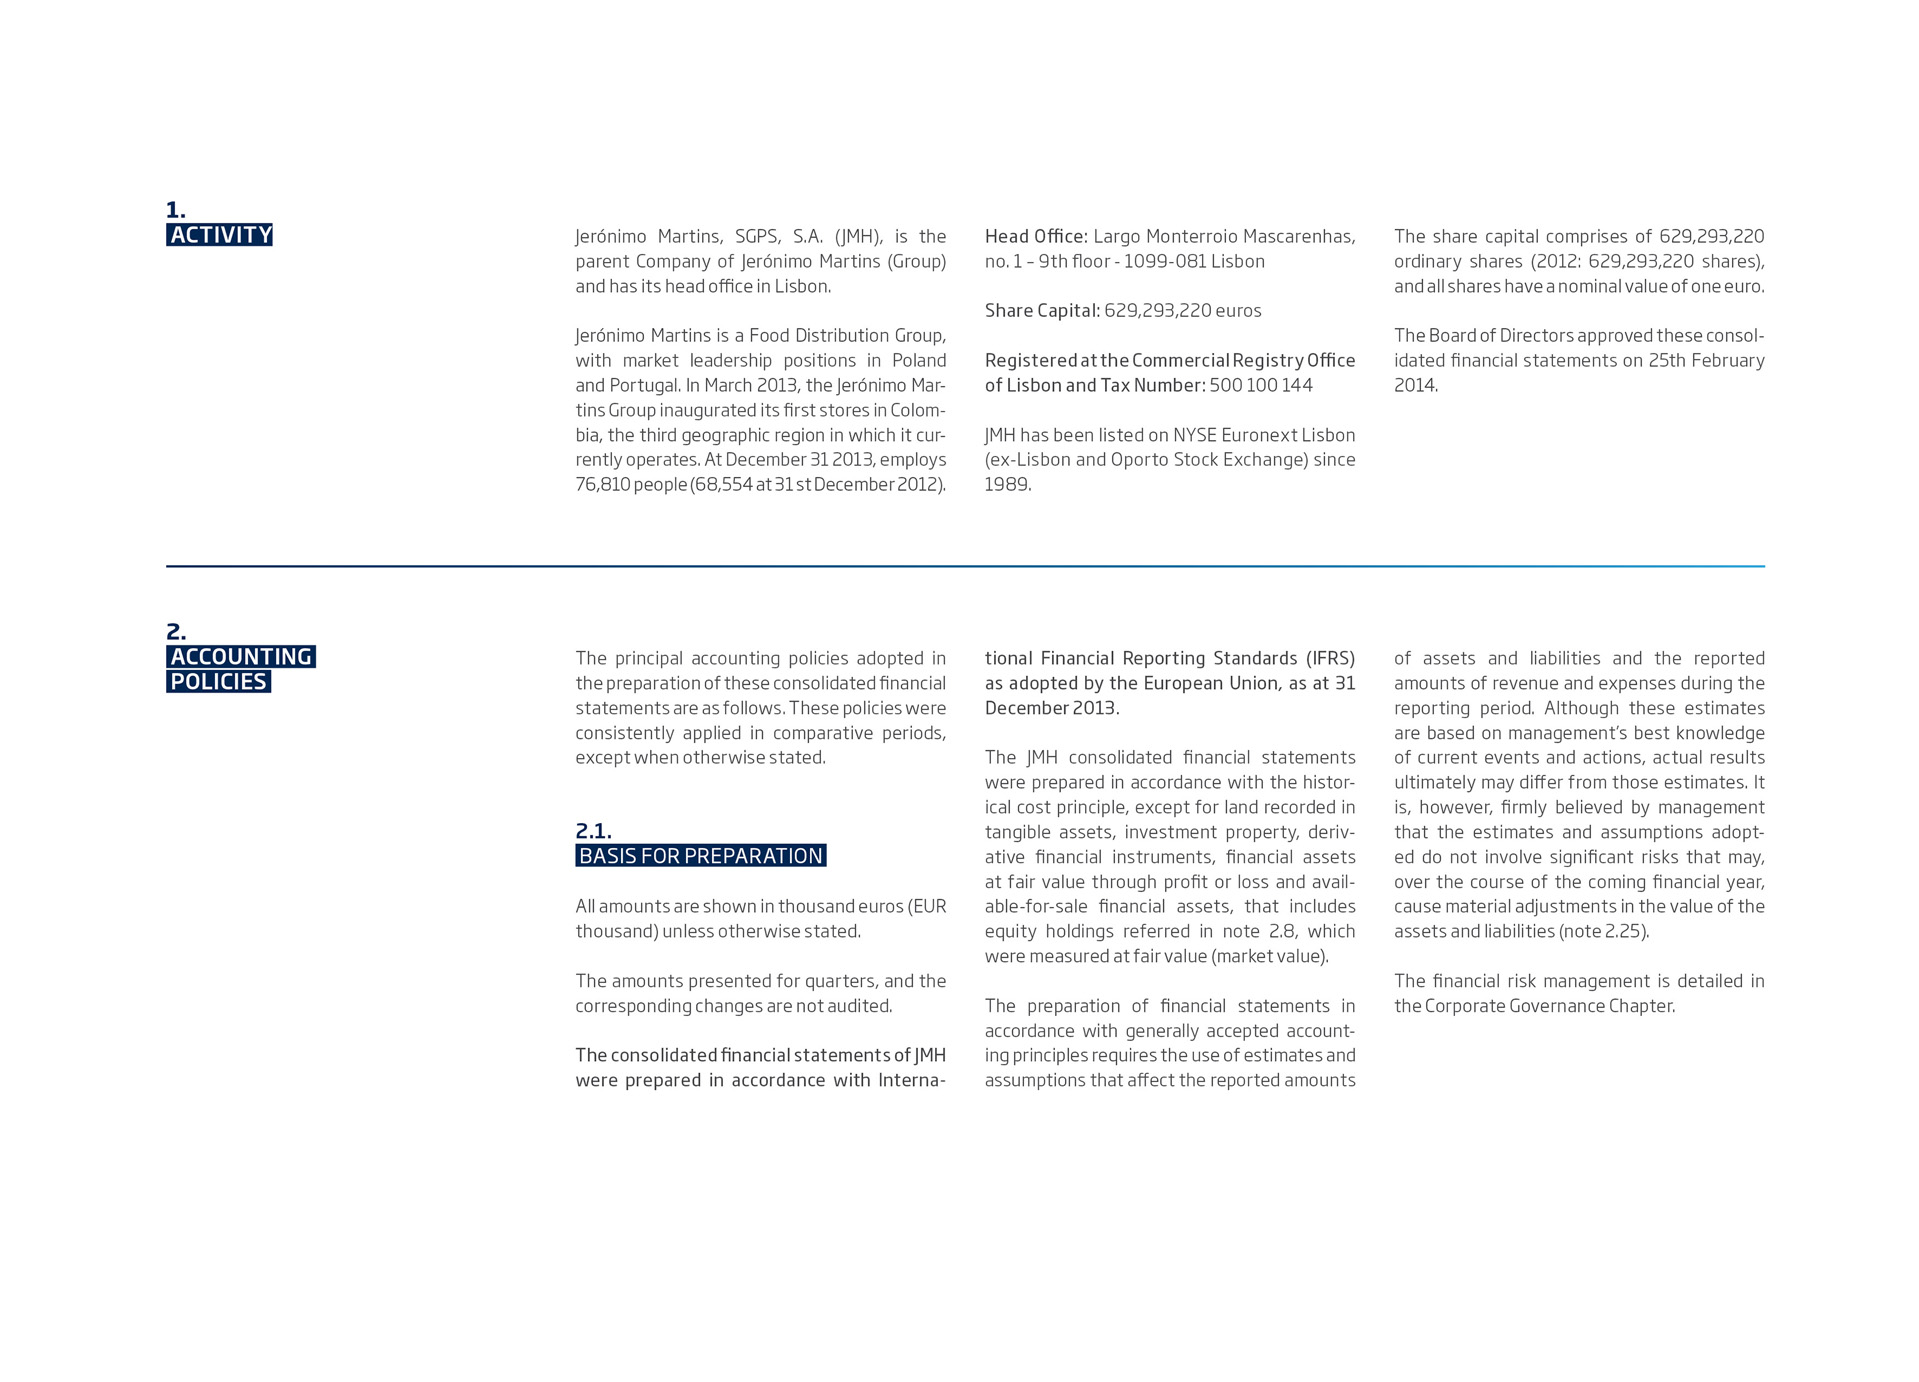 1.
ACTIVITY
Jerónimo Martins, SGPS, S.A. (JMH), is the
parent Company of Jerónimo Martins (Group)
and has its head office in Lisbon.
Jerónimo Martins is a Food Distribution Group,
with market leadership positions in Poland
and Portugal. In March 2013, the Jerónimo Mar-
tins Group inaugurated its first stores in Colom-
bia, the third geographic region in which it cur-
rently operates. At December 31 2013, employs
76,810 people (68,554 at 31st December 2012).
Head Office: Largo Monterroio Mascarenhas,
no. 1 – 9th floor - 1099-081 Lisbon
Share Capital: 629,293,220 euros
Registered at the Commercial Registry Office
of Lisbon and Tax Number: 500 100 144
JMH has been listed on NYSE Euronext Lisbon
(ex-Lisbon and Oporto Stock Exchange) since
1989.
The share capital comprises of 629,293,220
ordinary shares (2012: 629,293,220 shares),
and all shares have a nominal value of one euro.
The Board of Directors approved these consol-
idated financial statements on 25th February
2014.
2.
ACCOUNTING
POLICIES
The principal accounting policies adopted in
the preparation of these consolidated financial
statements are as follows. These policies were
consistently applied in comparative periods,
except when otherwise stated.
2.1.
BASIS FOR PREPARATION
All amounts are shown in thousand euros (EUR
thousand) unless otherwise stated.
The amounts presented for quarters, and the
corresponding changes are not audited.
The consolidated financial statements of JMH
were prepared in accordance with Interna-
tional Financial Reporting Standards (IFRS)
as adopted by the European Union, as at 31
December 2013.
The JMH consolidated financial statements
were prepared in accordance with the histor-
ical cost principle, except for land recorded in
tangible assets, investment property, deriv-
ative financial instruments, financial assets
at fair value through profit or loss and avail-
able-for-sale financial assets, that includes
equity holdings referred in note 2.8, which
were measured at fair value (market value).
The preparation of financial statements in
accordance with generally accepted account-
ing principles requires the use of estimates and
assumptions that affect the reported amounts
of assets and liabilities and the reported
amounts of revenue and expenses during the
reporting period. Although these estimates
are based on management's best knowledge
of current events and actions, actual results
ultimately may differ from those estimates. It
is, however, firmly believed by management
that the estimates and assumptions adopt-
ed do not involve significant risks that may,
over the course of the coming financial year,
cause material adjustments in the value of the
assets and liabilities (note 2.25).
The financial risk management is detailed in
the Corporate Governance Chapter.